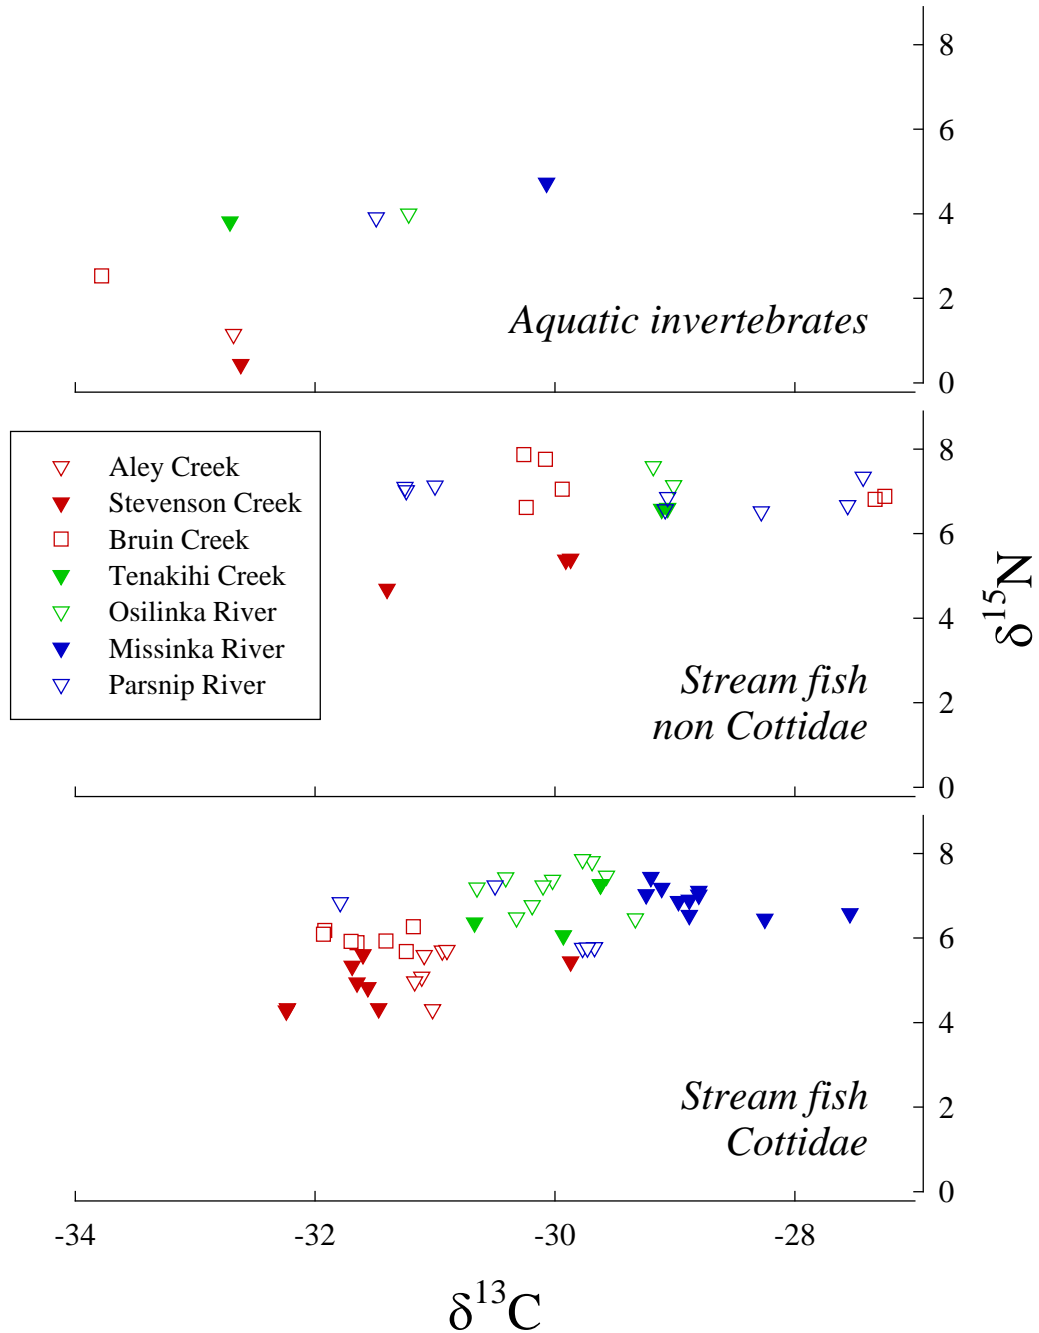 8
6
4
2
0
Aquatic invertebrates
Aley Creek
Stevenson Creek
Bruin Creek
Tenakihi Creek
Osilinka River
Missinka River
Parsnip River
8
6
4
2
0
δ15N
Stream fish
non Cottidae
8
6
4
2
0
Stream fish
Cottidae
-34 -32 -30 -28
δ13C